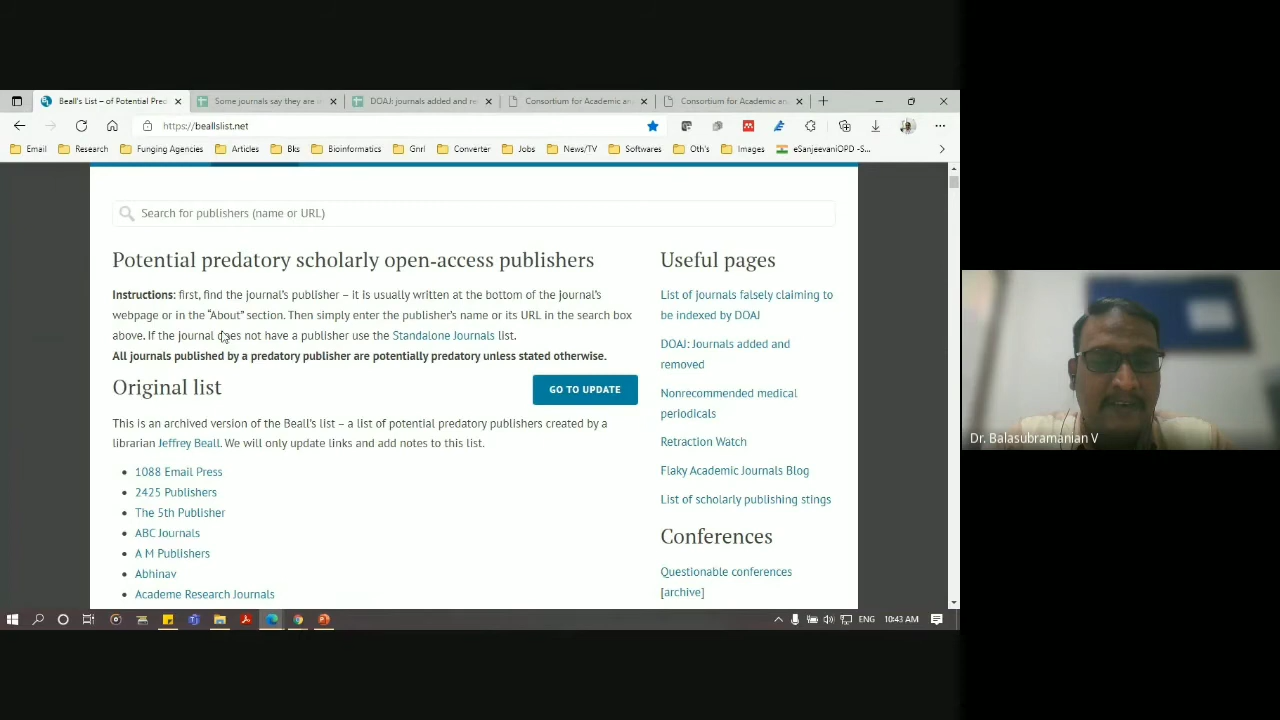 Beall's List – of Potential Pred
Some journals say they are
DOAJ: journals added and re
Consortium for Academic an
Consortium for Academic an
https://beallslist.net
Email
Research
Funging Agencies
Articles
Bks
Bioinformatics
Gnrl
Converter
Jobs
News/TV
Softwares
Oth's
Images
eSanjeevaniOPD -S...
Search for publishers (name or URL)
Potential predatory scholarly open-access publishers
Instructions: first, find the journal's publisher – it is usually written at the bottom of the journal's
webpage or in the “About” section. Then simply enter the publisher's name or its URL in the search box
above. If the journal does not have a publisher use the Standalone Journals list.
All journals published by a predatory publisher are potentially predatory unless stated otherwise.
Original list
GO TO UPDATE
This is an archived version of the Beall's list – a list of potential predatory publishers created by a
librarian Jeffrey Beall. We will only update links and add notes to this list.
1088 Email Press
2425 Publishers
The 5th Publisher
ABC Journals
A M Publishers
Abhinav
Academe Research Journals
Useful pages
List of journals falsely claiming to
be indexed by DOAJ
DOAJ: Journals added and
removed
Nonrecommended medical
periodicals
Retraction Watch
Flaky Academic Journals Blog
List of scholarly publishing stings
Conferences
Questionable conferences
[archive]
ENG
10:43 AM
Dr. Balasubramanian V